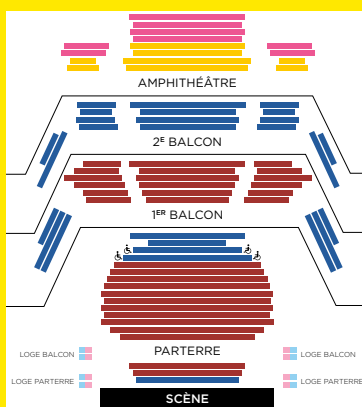 AMPHITHÉÂTRE
2E BALCON
1ER BALCON
PARTERRE
LOGE BALCON
LOGE BALCON
LOGE PARTERRE
LOGE PARTERRE
SCÈNE